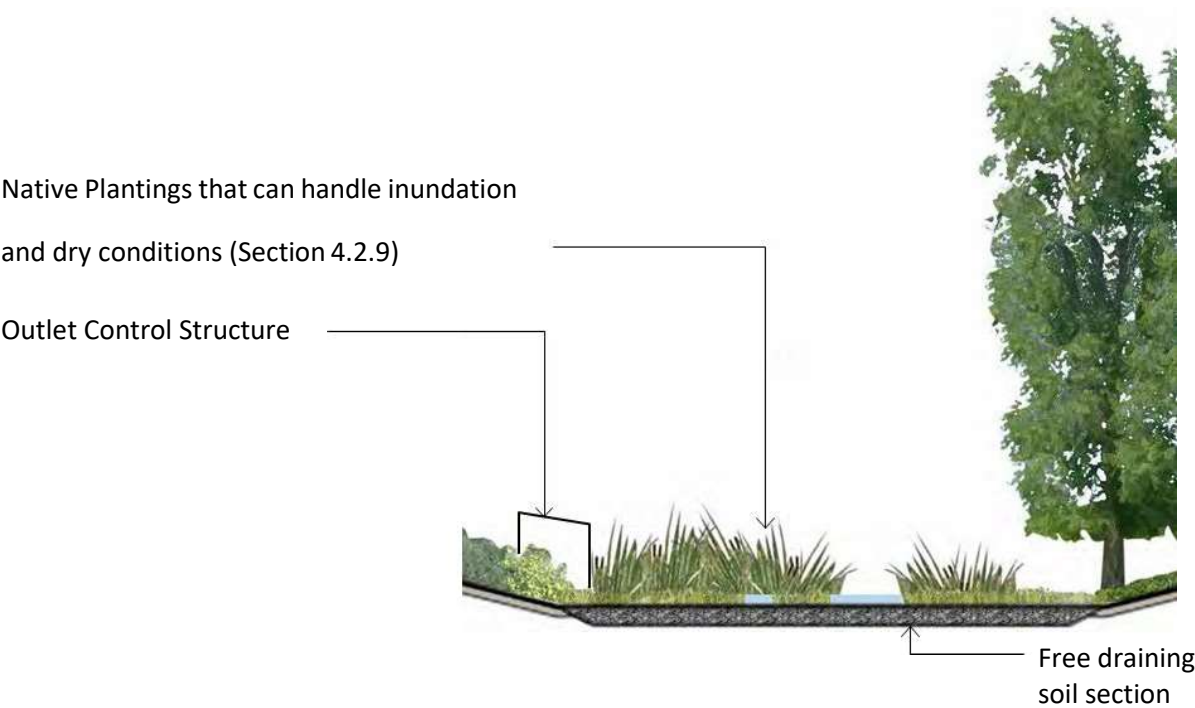 Native Plantings that can handle inundation
and dry conditions (Section 4.2.9)
Outlet Control Structure
Free draining
soil section